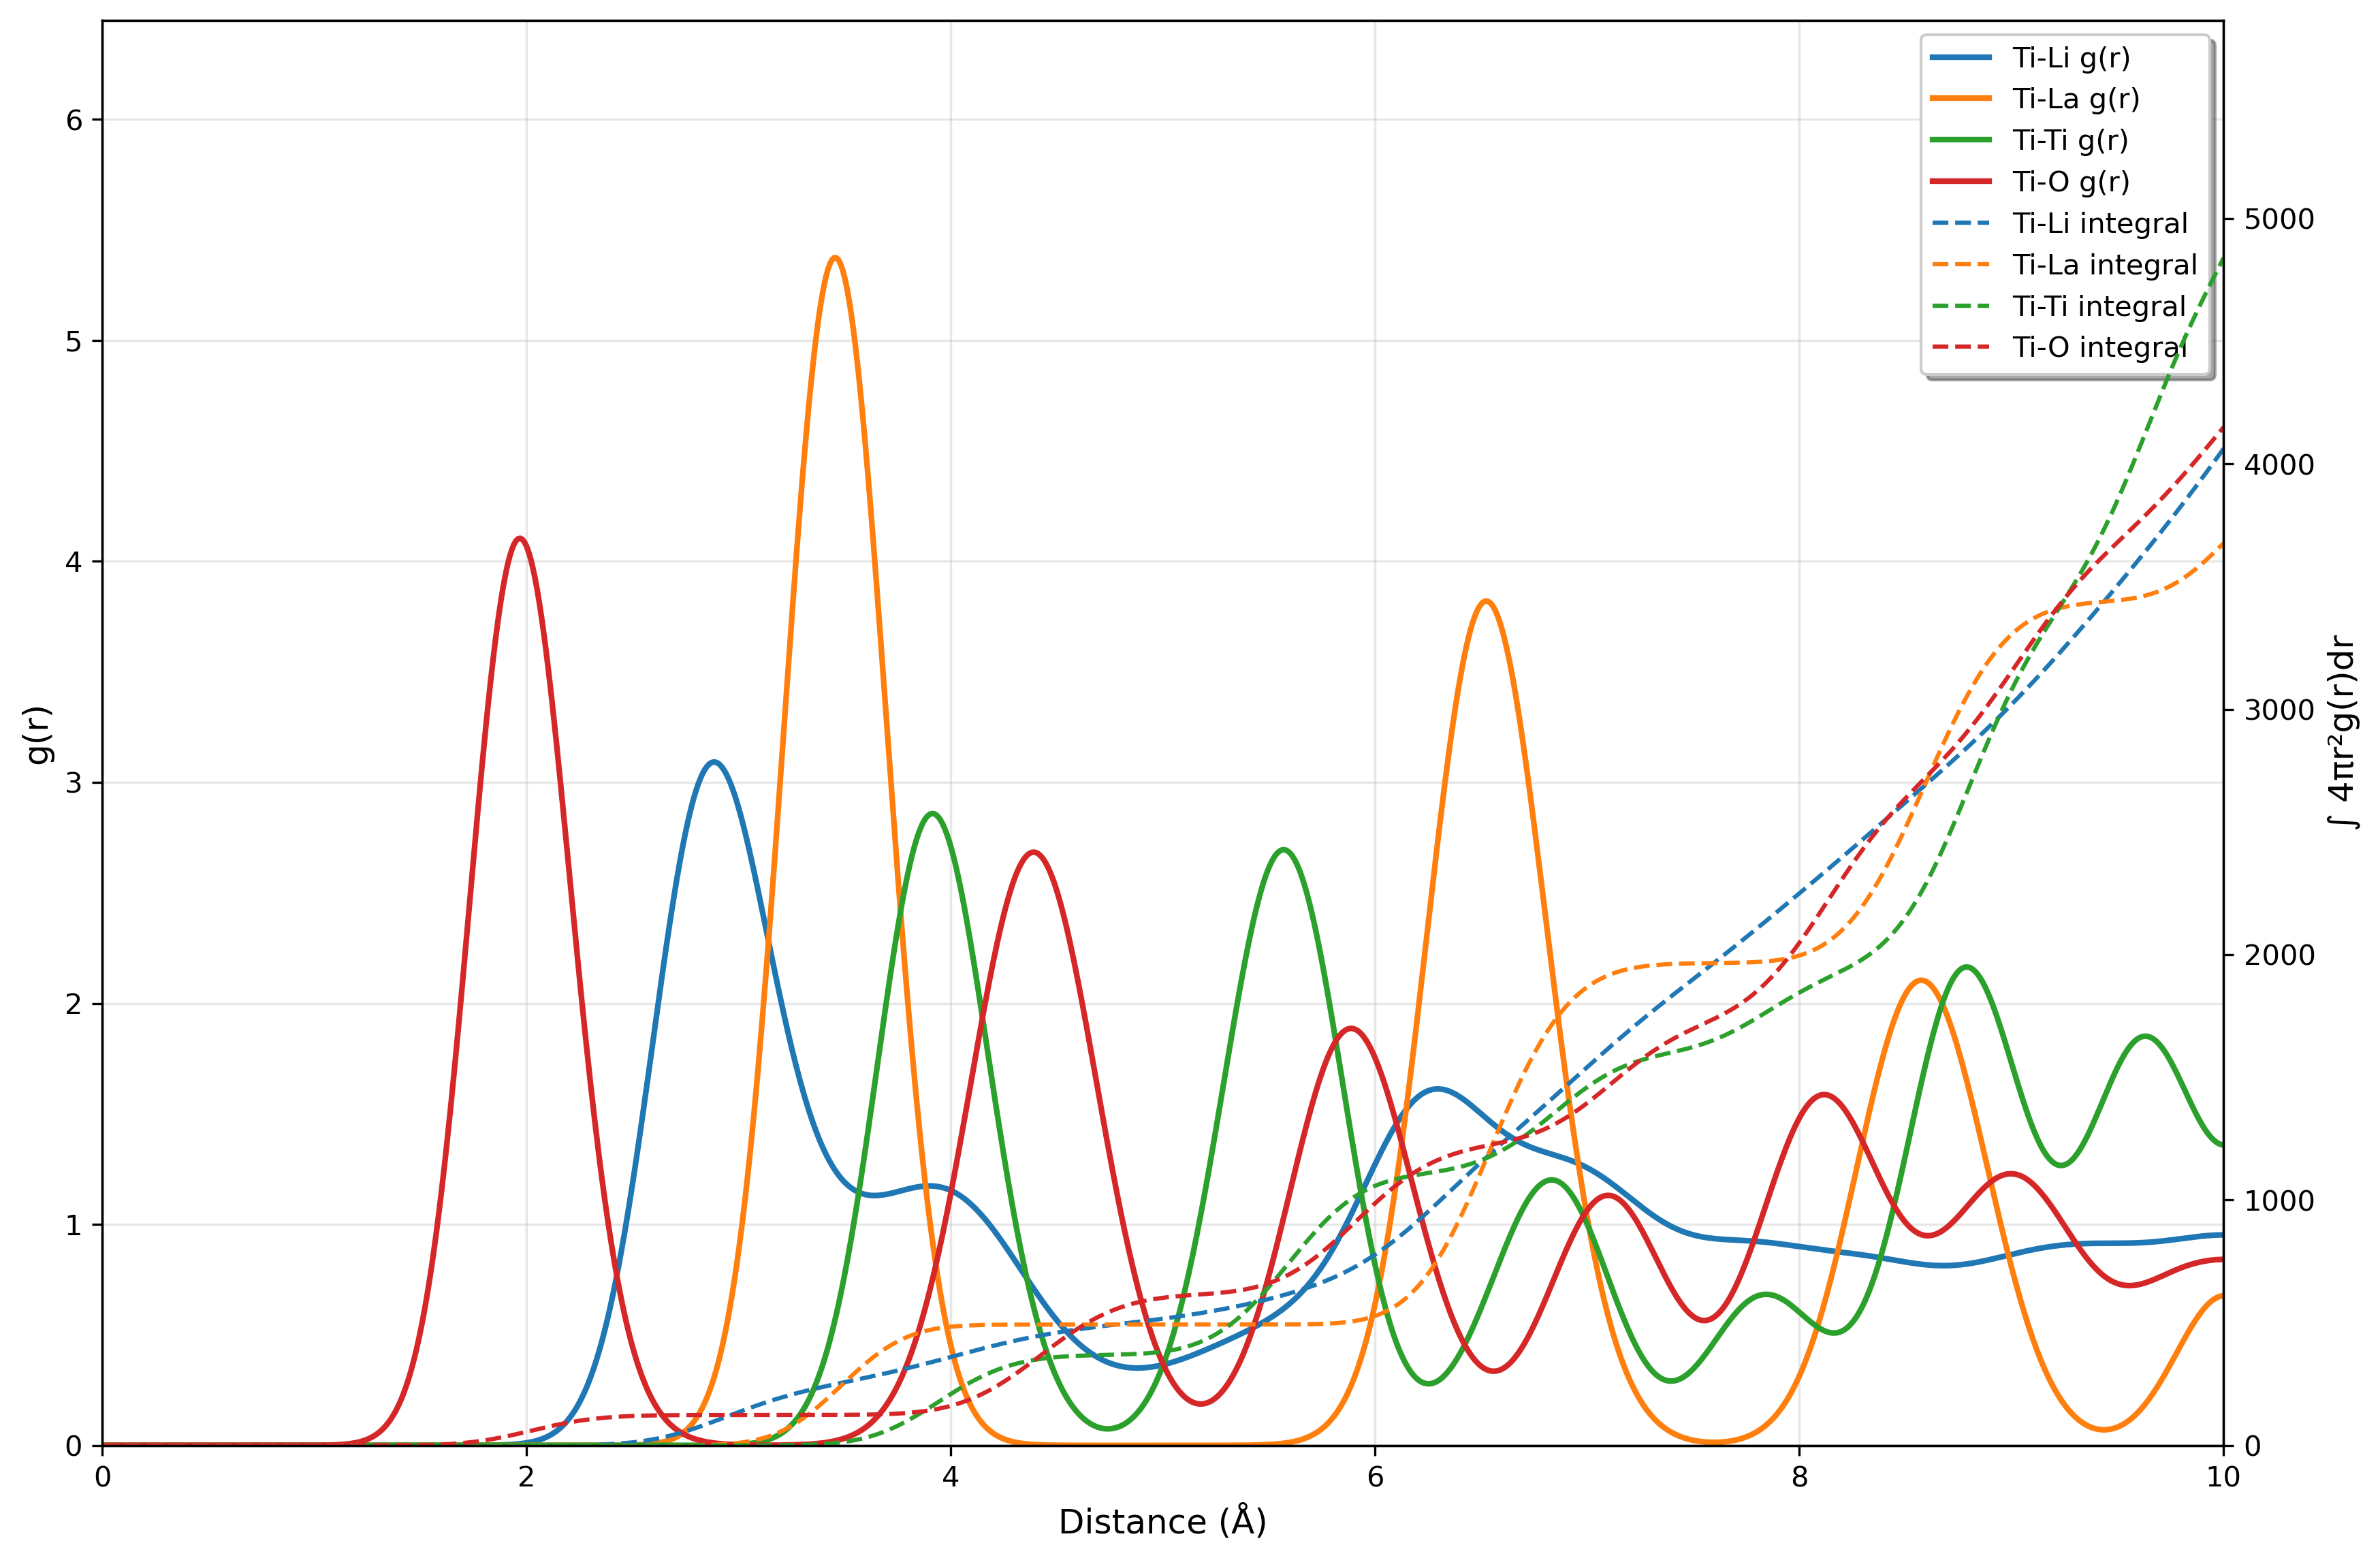 Ti-Li g(r)
Ti-La g(r)
Ti-Ti g(r)
Ti-O g(r)
Ti-Li integral
Ti-La integral
Ti-Ti integral
Ti-O integral
g(r)
6
5
4
3
2
1
0
0 2 4 6 8 10
Distance (Å)
5000
4000
3000
2000
1000
0
∫ 4πr²g(r)dr